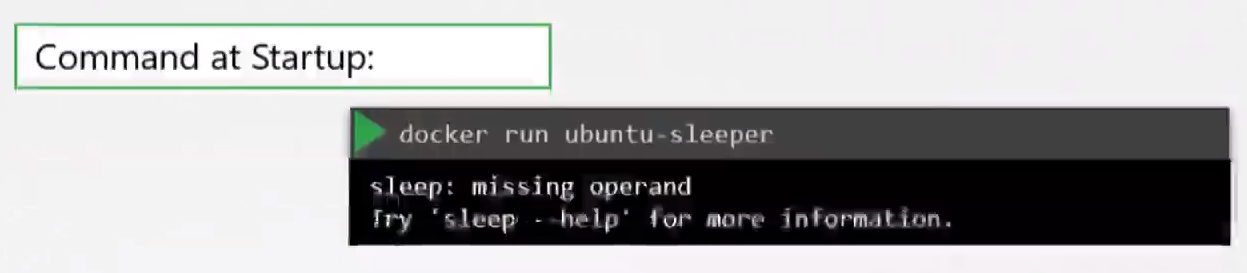 Command at Startup:
docker run ubuntu-sleeper
sleep: missing operand
Try 'sleep --help' for more information.